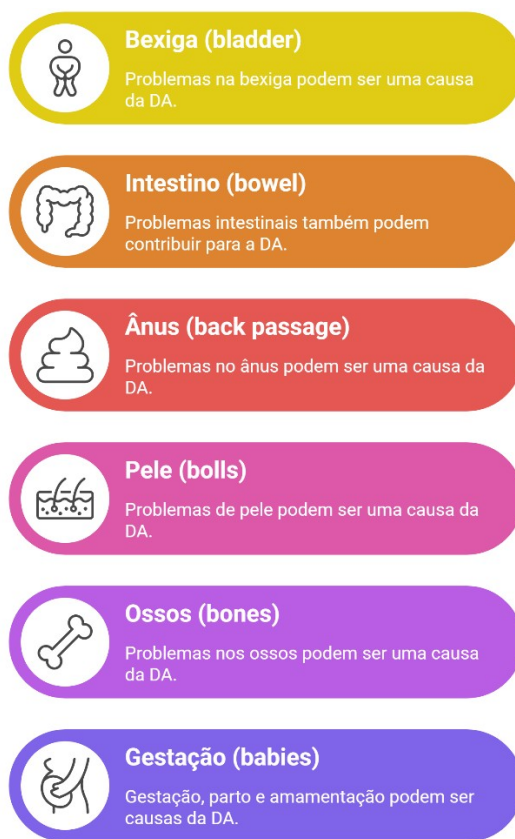 Bexiga (bladder)
Problemas na bexiga podem ser uma causa
da DA.
Intestino (bowel)
Problemas intestinais também podem
contribuir para a DA.
Ânus (back passage)
Problemas no ânus podem ser uma causa da
DA.
Pele (bolls)
Problemas de pele podem ser uma causa da
DA.
Ossos (bones)
Problemas nos ossos podem ser uma causa
da DA.
Gestação (babies)
Gestação, parto e amamentação podem ser
causas da DA.